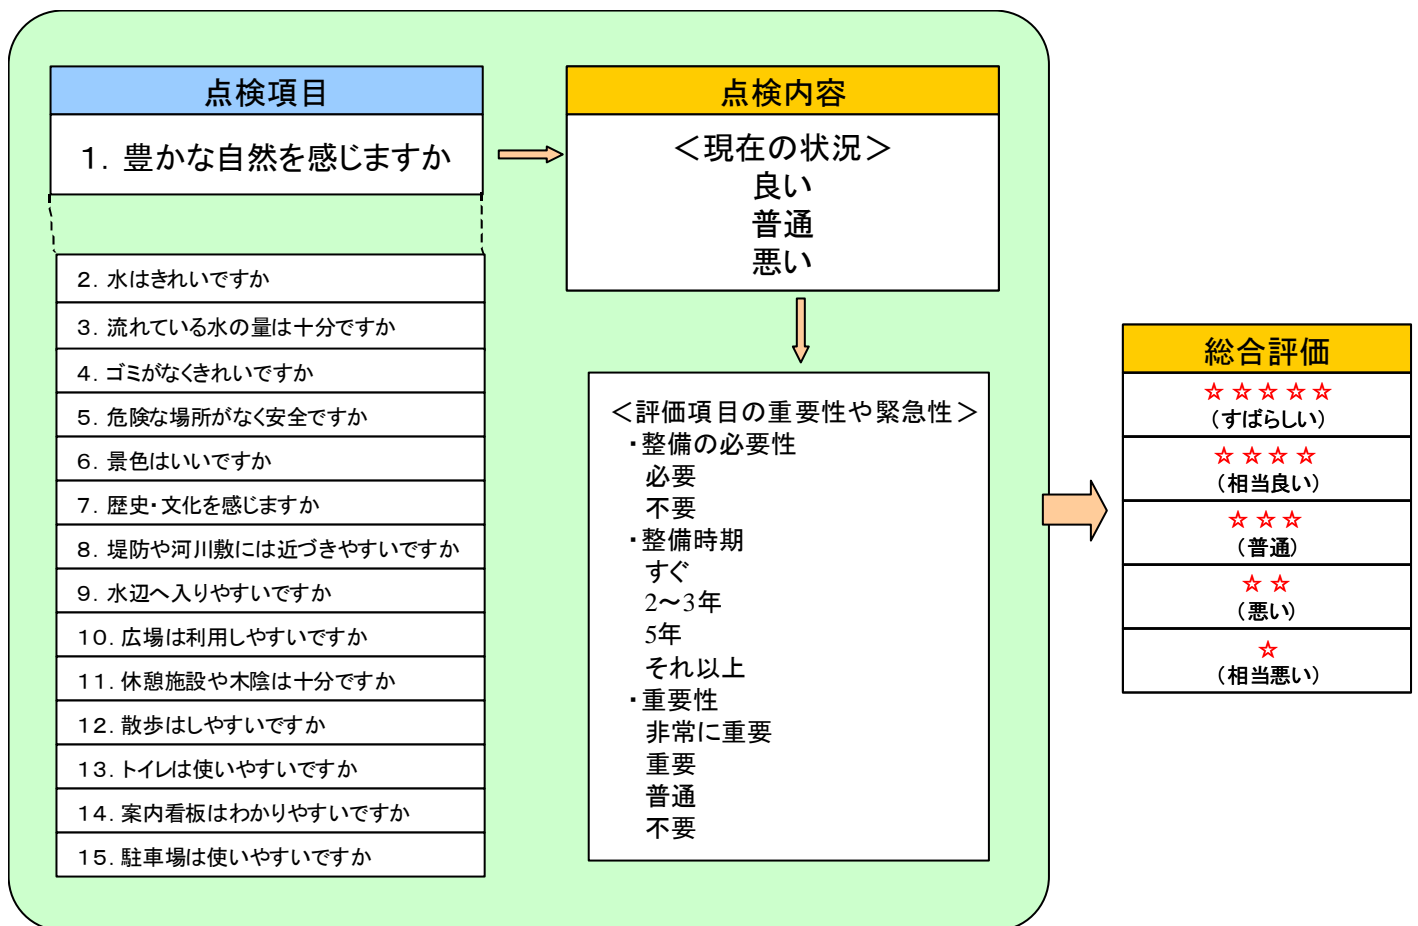 点検項目
1．豊かな自然を感じますか
2．水はきれいですか
3．流れている水の量は十分ですか
4．ゴミがなくきれいですか
5．危険な場所がなく安全ですか
6．景色はいいですか
7．歴史・文化を感じますか
8．堤防や河川敷には近づきやすいですか
9．水辺へ入りやすいですか
10．広場は利用しやすいですか
11．休憩施設や木陰は十分ですか
12．散歩はしやすいですか
13．トイレは使いやすいですか
14．案内看板はわかりやすいですか
15．駐車場は使いやすいですか
点検内容
＜現在の状況＞
良い
普通
悪い
＜評価項目の重要性や緊急性＞
・整備の必要性
必要
不要
・整備時期
すぐ
2～3年
5年
それ以上
・重要性
非常に重要
重要
普通
不要
総合評価
☆☆☆☆☆
（すばらしい）
☆☆☆☆
（相当良い）
☆☆☆
（普通）
☆☆
（悪い）
☆
（相当悪い）